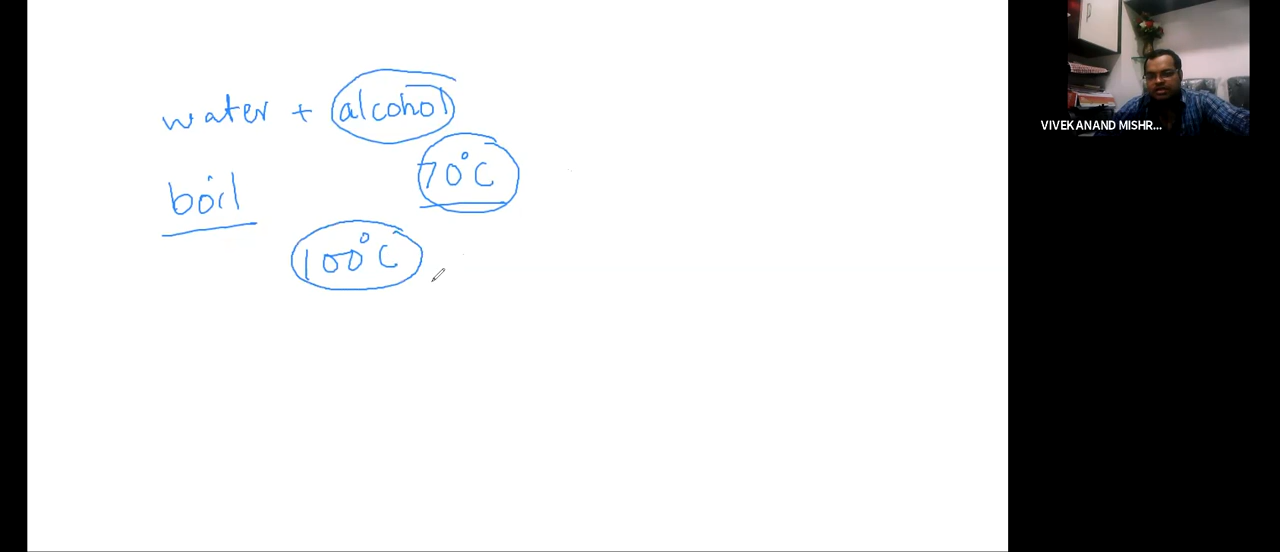 water + alcohol
70°C
boil
100°C
VIVEKANAND MISHR...